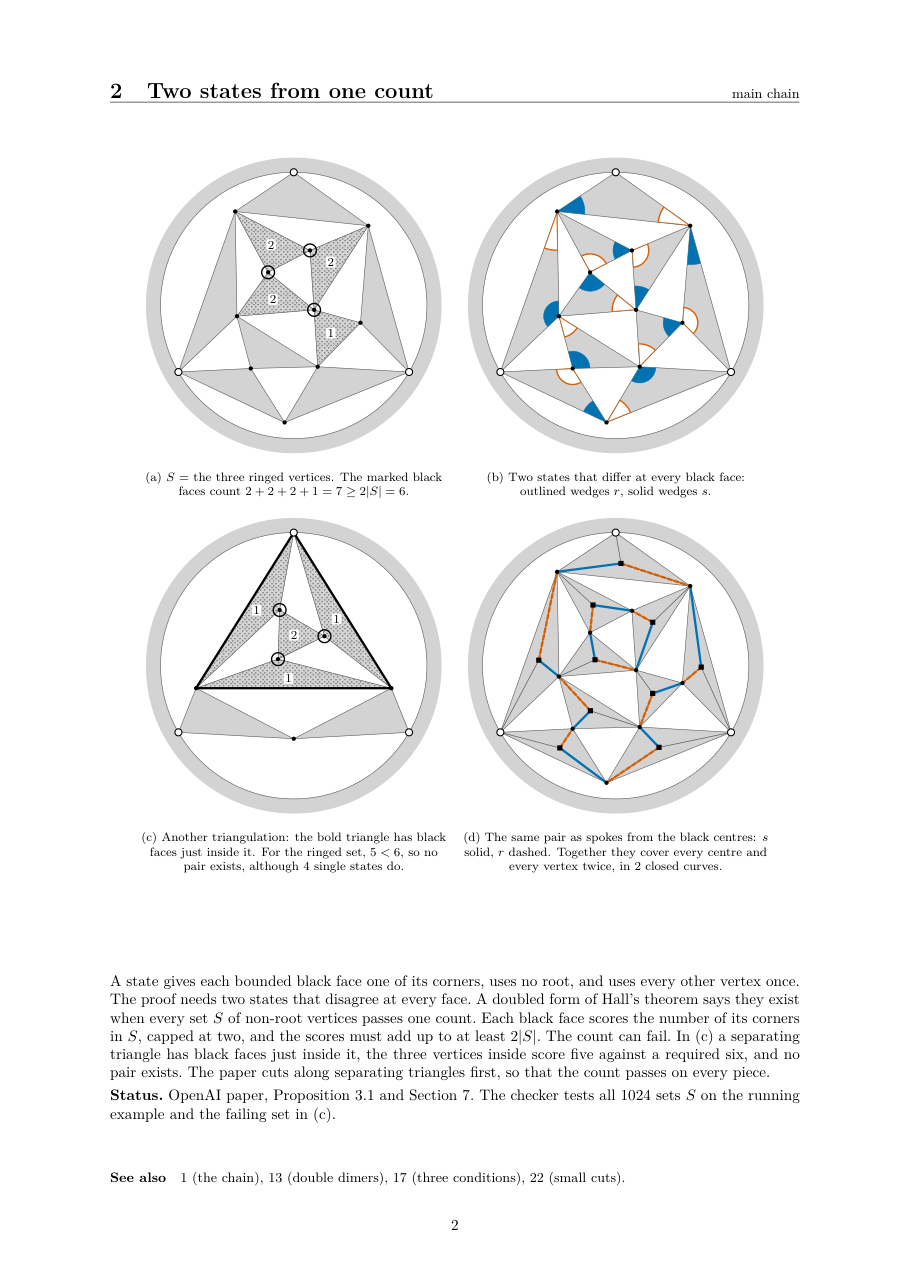 2 Two states from one count
main chain
2
2
2
1
(a) S = the three ringed vertices. The marked black
faces count 2 + 2 + 2 + 1 = 7 ≥ 2|S| = 6.
(b) Two states that differ at every black face:
outlined wedges r, solid wedges s.
1
1
2
1
(c) Another triangulation: the bold triangle has black
faces just inside it. For the ringed set, 5 < 6, so no
pair exists, although 4 single states do.
(d) The same pair as spokes from the black centres: s
solid, r dashed. Together they cover every centre and
every vertex twice, in 2 closed curves.
A state gives each bounded black face one of its corners, uses no root, and uses every other vertex once.
The proof needs two states that disagree at every face. A doubled form of Hall's theorem says they exist
when every set S of non-root vertices passes one count. Each black face scores the number of its corners
in S, capped at two, and the scores must add up to at least 2|S|. The count can fail. In (c) a separating
triangle has black faces just inside it, the three vertices inside score five against a required six, and no
pair exists. The paper cuts along separating triangles first, so that the count passes on every piece.
Status. OpenAI paper, Proposition 3.1 and Section 7. The checker tests all 1024 sets S on the running
example and the failing set in (c).
See also 1 (the chain), 13 (double dimers), 17 (three conditions), 22 (small cuts).
2